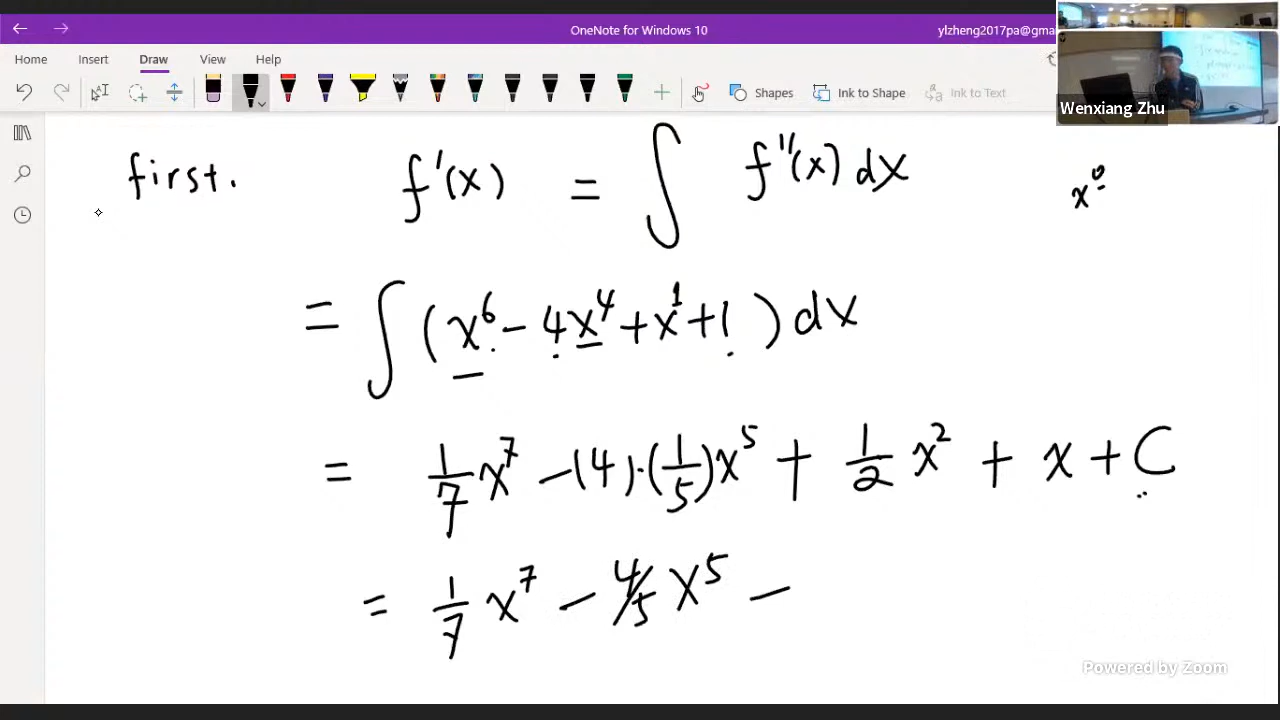 OneNote for Windows 10
ylzheng2017pa@gma
Home Insert Draw View Help
Shapes Ink to Shape Ink to Text
Wenxiang Zhu
first. f'(x) = ∫ f''(x) dx x⁰
= ∫ (x⁶ - 4x⁴ + x¹ + 1) dx
= 1/7 x⁷ - (4)·(1/5)x⁵ + 1/2 x² + x + C
= 1/7 x⁷ - 4/5 x⁵ -
Powered by Zoom